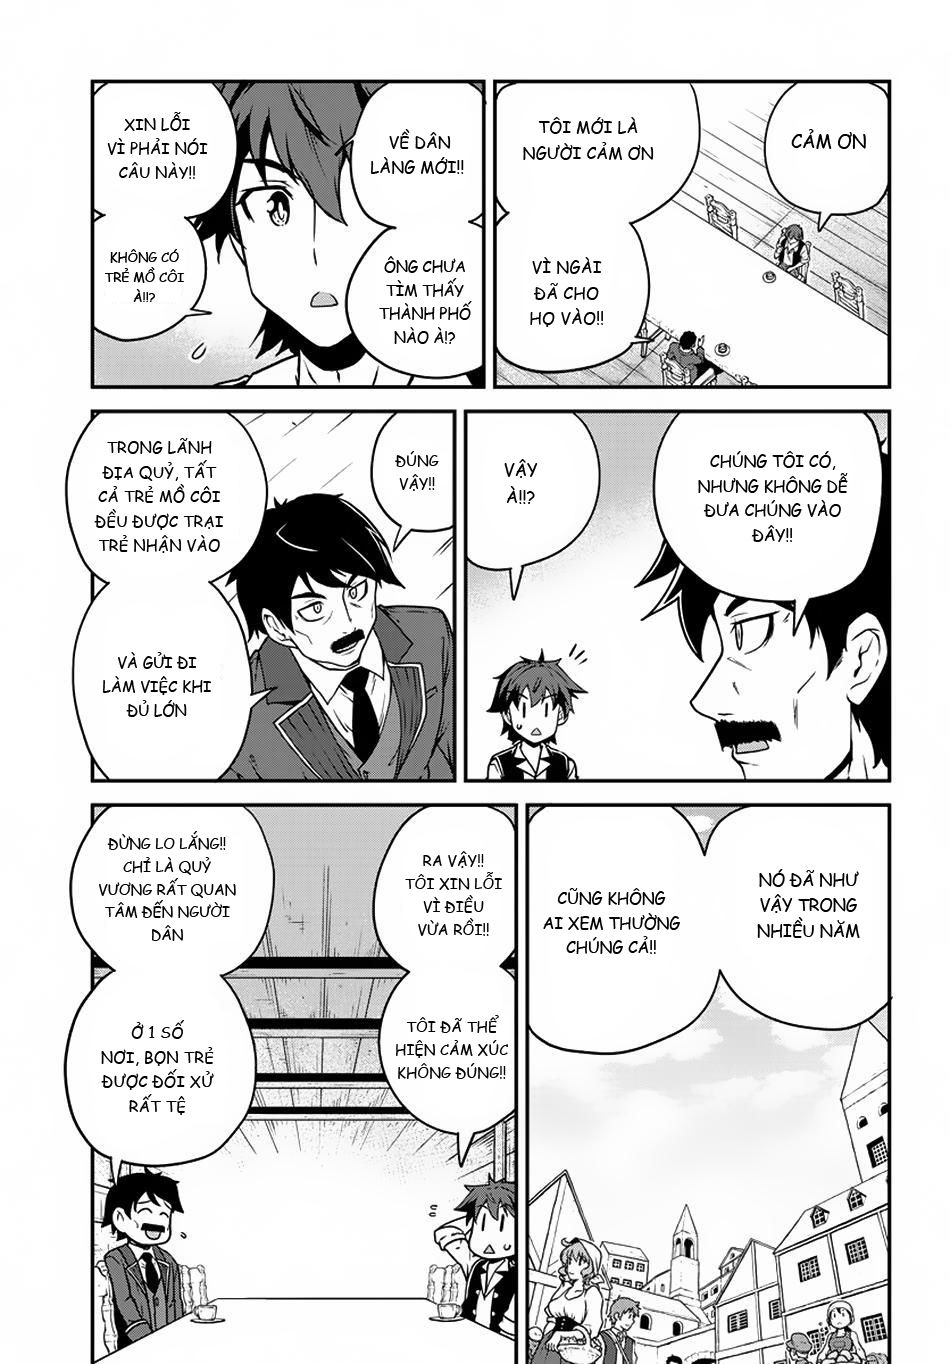 CẢM ƠN
TÔI MỚI LÀ
NGƯỜI CẢM ƠN
VÌ NGÀI
ĐÃ CHO
HỌ VÀO!!
VỀ DÂN
LÀNG MỚI!!
ÔNG CHƯA
TÌM THẤY
THÀNH PHỐ
NÀO À!?
XIN LỖI
VÌ PHẢI NÓI
CÂU NÀY!!
KHÔNG CÓ
TRẺ MỒ CÔI
À!!?
CHÚNG TÔI CÓ,
NHƯNG KHÔNG DỄ
ĐƯA CHÚNG VÀO
ĐÂY!!
VẬY
À!!?
ĐÚNG
VẬY!!
TRONG LÃNH
ĐỊA QUỶ, TẤT
CẢ TRẺ MỒ CÔI
ĐỀU ĐƯỢC TRẠI
TRẺ NHẬN VÀO
VÀ GỬI ĐI
LÀM VIỆC KHI
ĐỦ LỚN
NÓ ĐÃ NHƯ
VẬY TRONG
NHIỀU NĂM
CŨNG KHÔNG
AI XEM THƯỜNG
CHÚNG CẢ!!
RA VẬY!!
TÔI XIN LỖI
VÌ ĐIỀU
VỪA RỒI!!
TÔI ĐÃ THỂ
HIỆN CẢM XÚC
KHÔNG ĐÚNG!!
ĐỪNG LO LẮNG!!
CHỈ LÀ QUỶ
VƯƠNG RẤT QUAN
TÂM ĐẾN NGƯỜI
DÂN
Ở 1 SỐ
NƠI, BỌN TRẺ
ĐƯỢC ĐỐI XỬ
RẤT TỆ